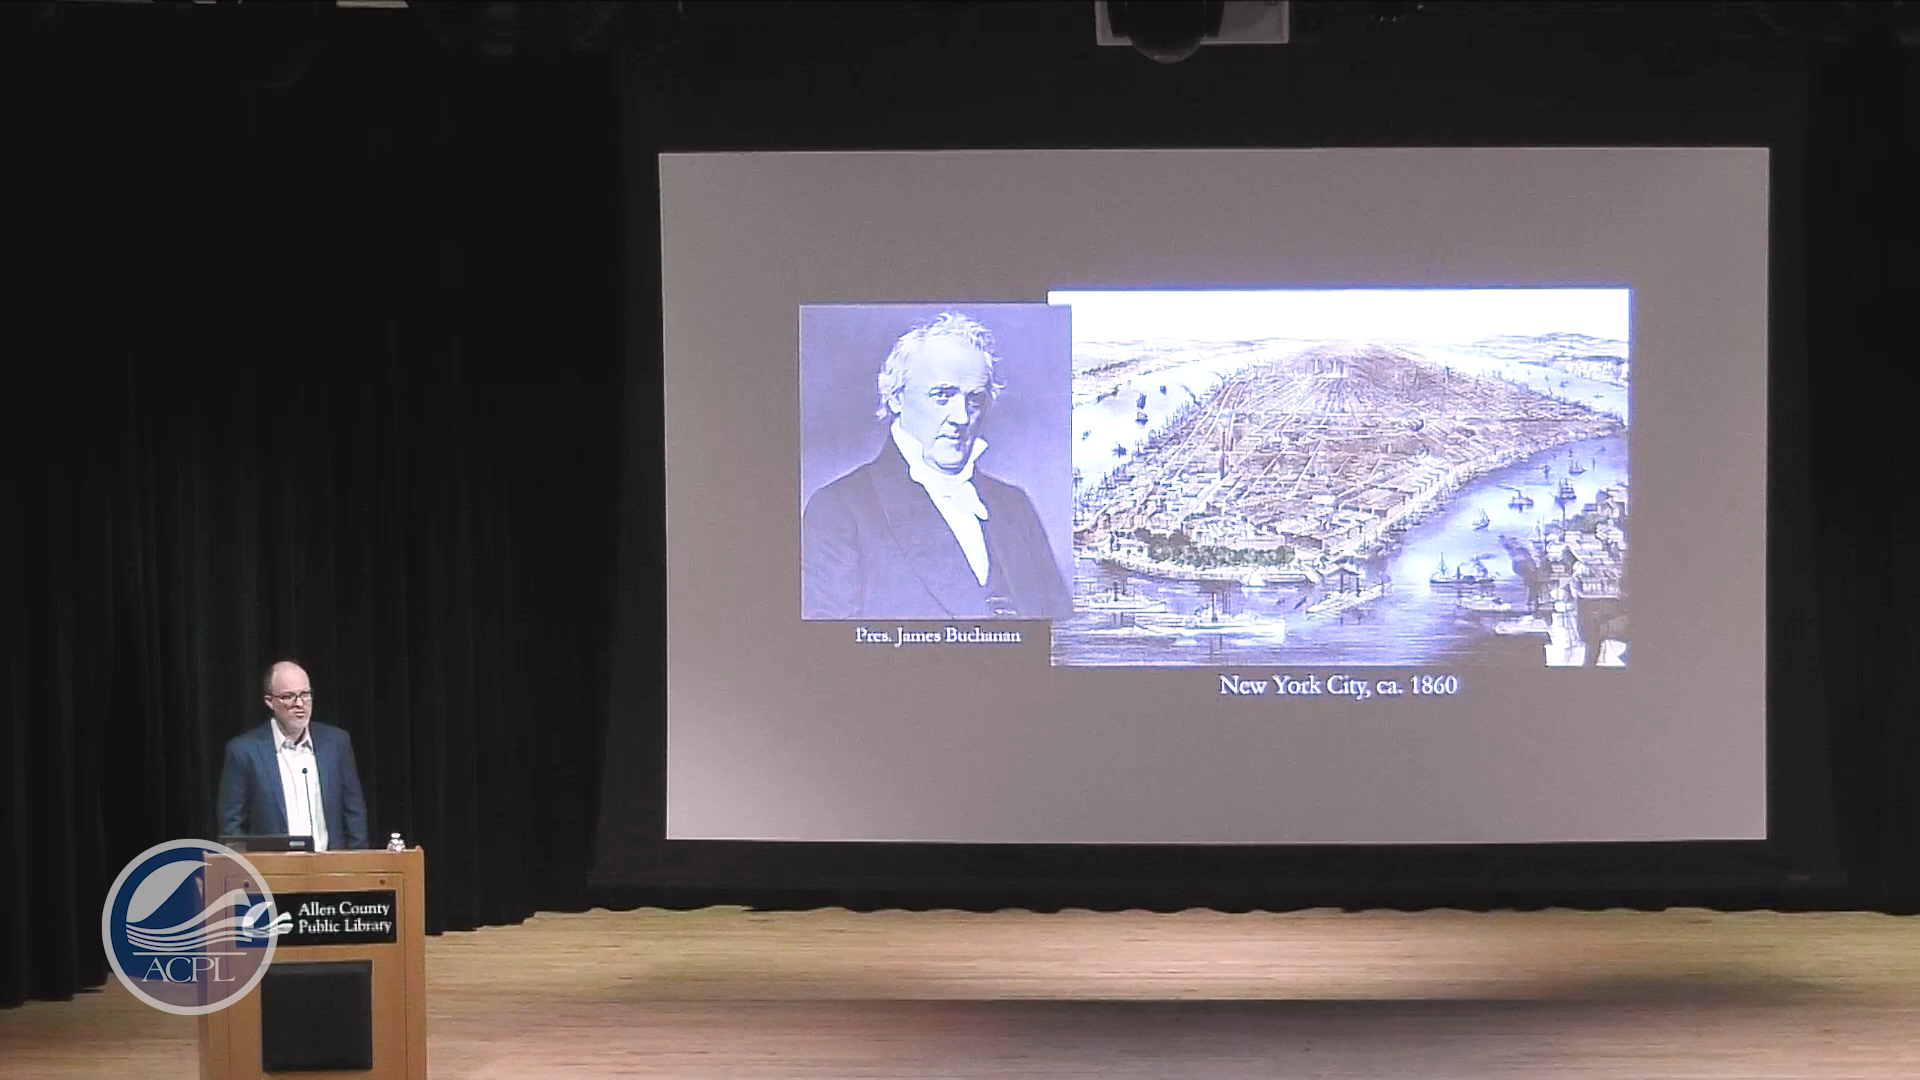 Pres. James Buchanan
New York City, ca. 1860
Allen County
Public Library
ACPL